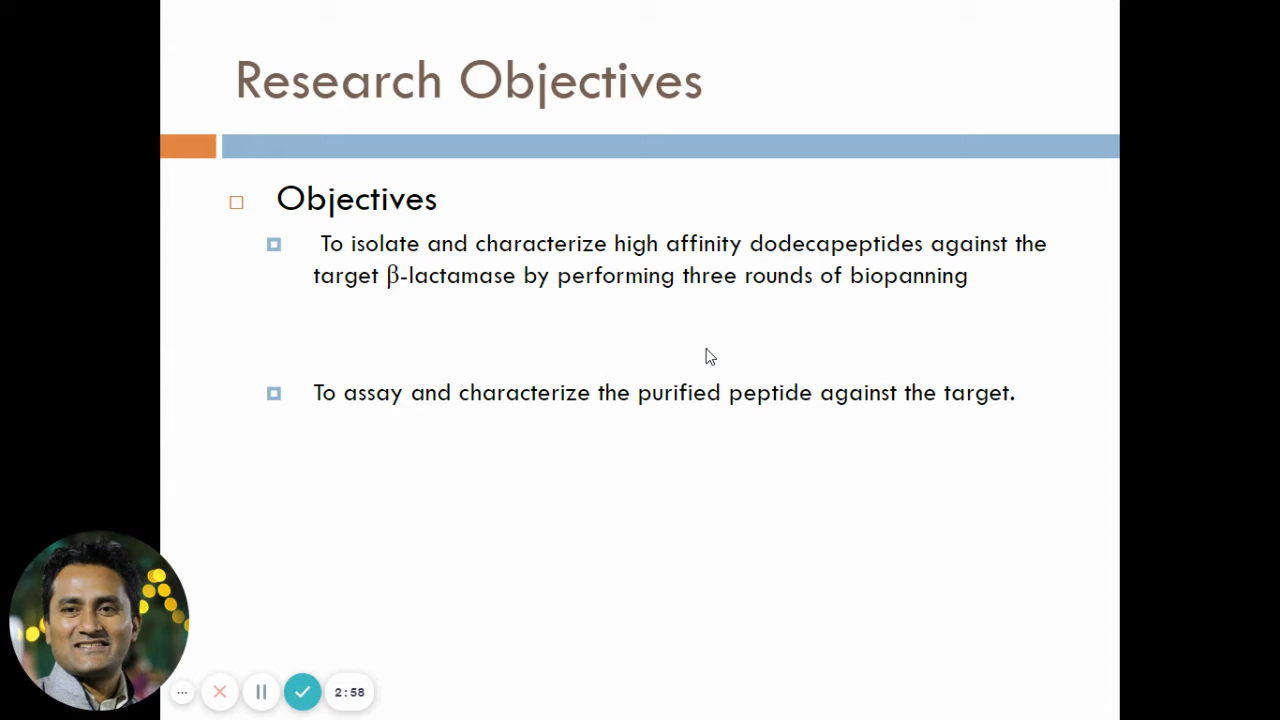 Research Objectives
Objectives
To isolate and characterize high affinity dodecapeptides against the
target β-lactamase by performing three rounds of biopanning
To assay and characterize the purified peptide against the target.
2:58